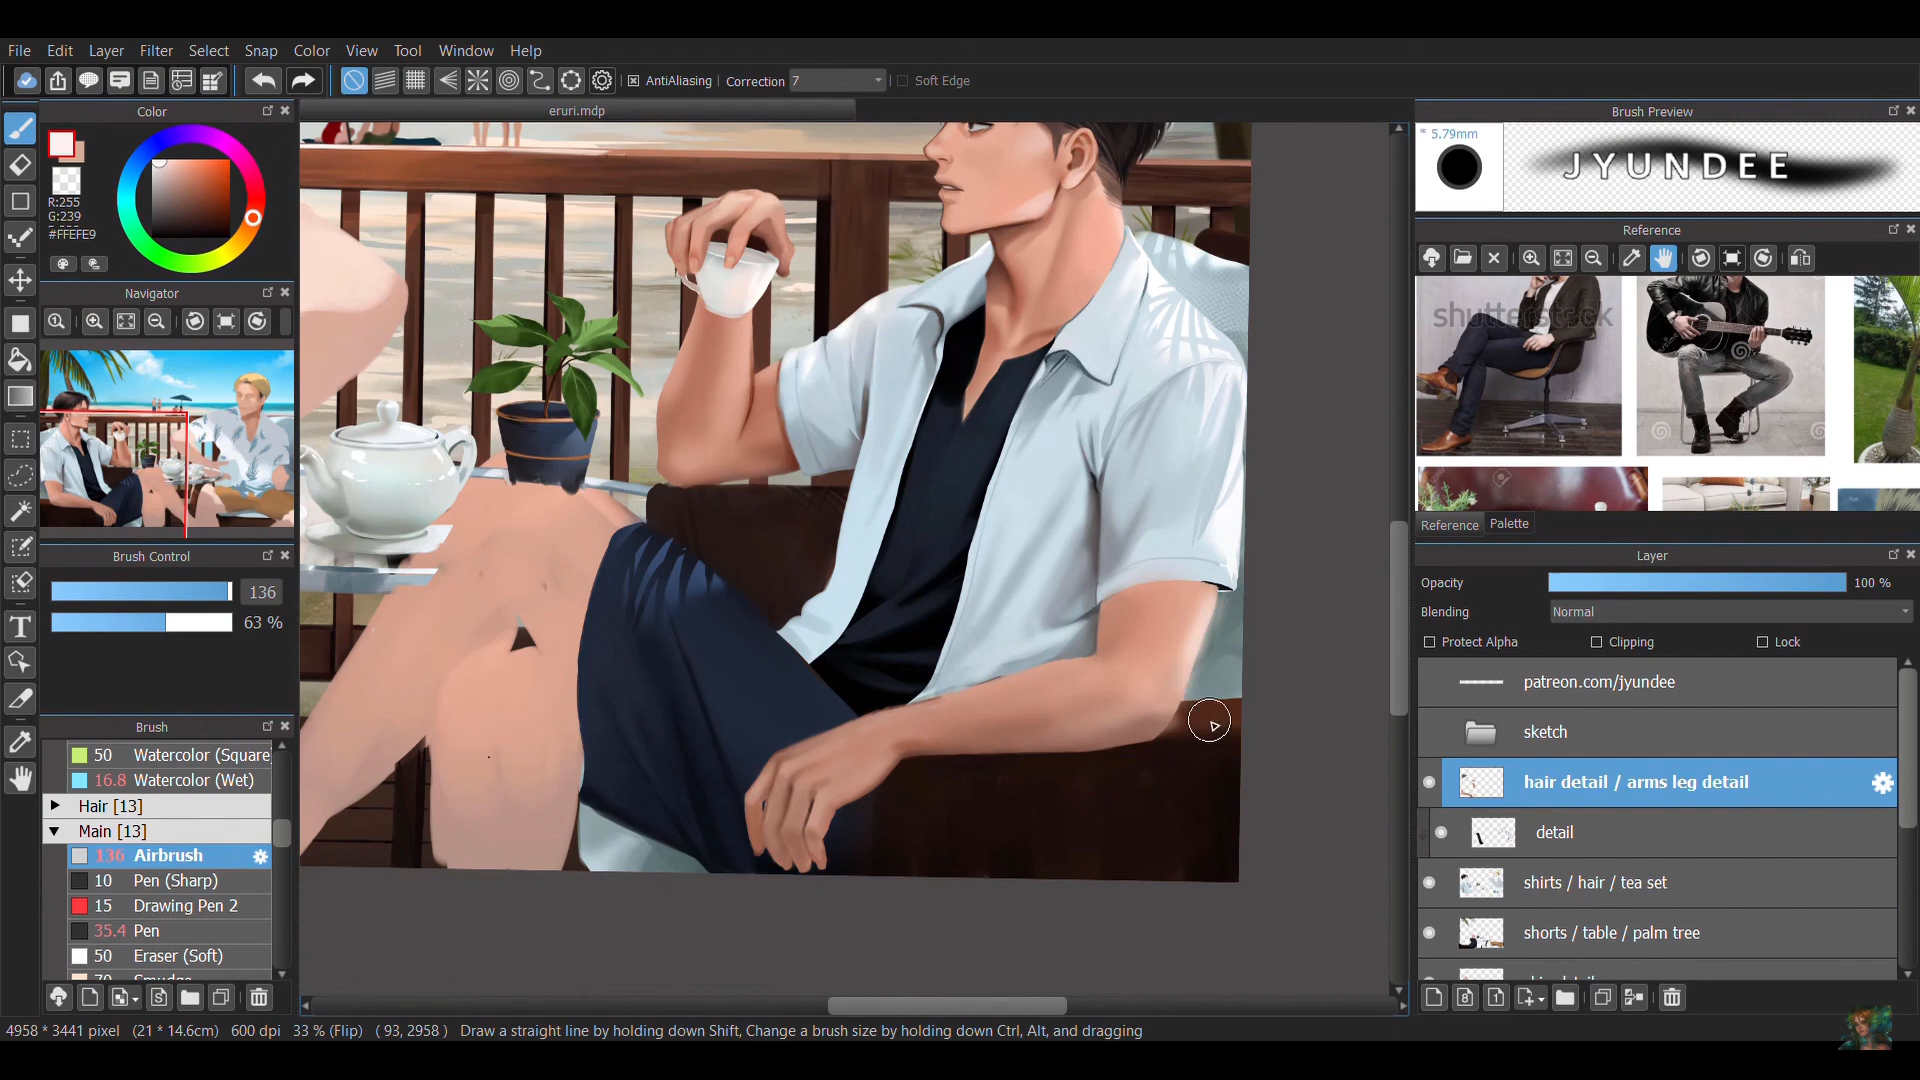 File Edit Layer Filter Select Snap Color View Tool Window Help
AntiAliasing Correction 7 Soft Edge
Color
eruri.mdp
Brush Preview
* 5.79mm
JYUNDEE
R:255
G:239
#FFEFE9
Reference
Navigator
shutterstock
Reference Palette
Brush Control
136
63 %
Layer
Opacity 100 %
Blending Normal
Protect Alpha Clipping Lock
patreon.com/jyundee
sketch
hair detail / arms leg detail
detail
shirts / hair / tea set
shorts / table / palm tree
Brush
50 Watercolor (Square
16.8 Watercolor (Wet)
Hair [13]
Main [13]
136 Airbrush
10 Pen (Sharp)
15 Drawing Pen 2
35.4 Pen
50 Eraser (Soft)
4958 * 3441 pixel (21 * 14.6cm) 600 dpi 33 % (Flip) ( 93, 2958 ) Draw a straight line by holding down Shift, Change a brush size by holding down Ctrl, Alt, and dragging